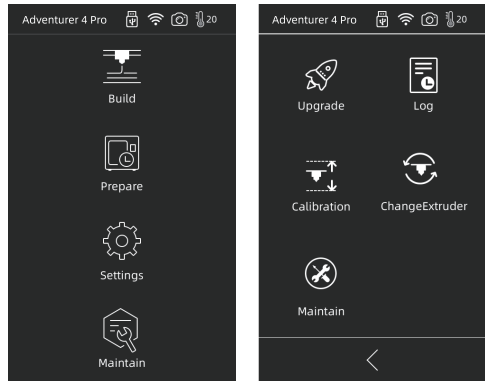 Adventurer 4 Pro 20
Build
Prepare
Settings
Maintain
Adventurer 4 Pro 20
Upgrade Log
Calibration ChangeExtruder
Maintain